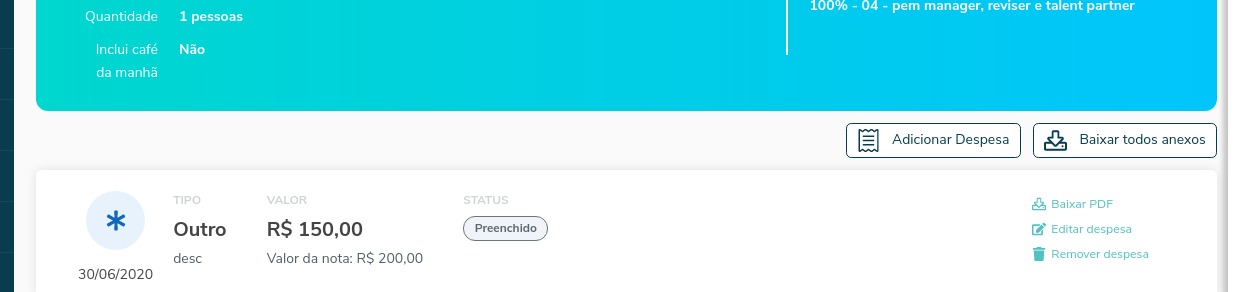 100% - 04 - pem manager, reviser e talent partner
Quantidade 1 pessoas
Inclui café da manhã Não
Adicionar Despesa
Baixar todos anexos
TIPO VALOR STATUS
Outro R$ 150,00 Preenchido
desc Valor da nota: R$ 200,00
30/06/2020
Baixar PDF
Editar despesa
Remover despesa